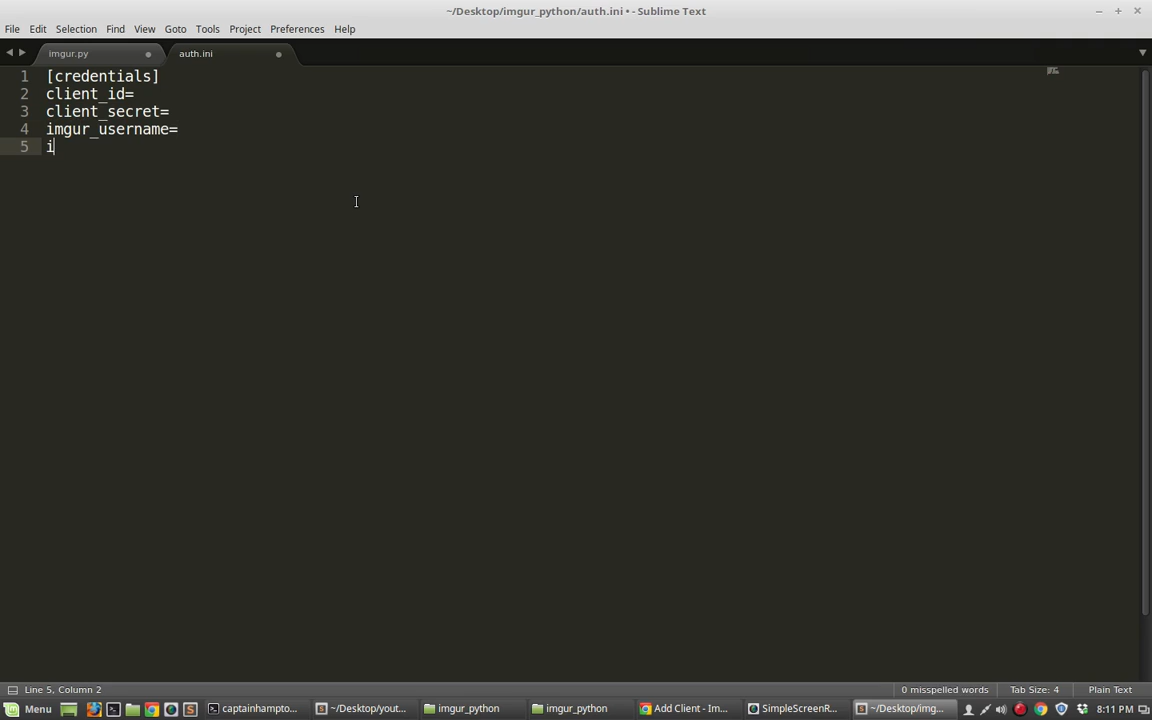 ~/Desktop/imgur_python/auth.ini • - Sublime Text
File Edit Selection Find View Goto Tools Project Preferences Help
imgur.py auth.ini
1 [credentials]
2 client_id=
3 client_secret=
4 imgur_username=
5 i
Line 5, Column 2 0 misspelled words Tab Size: 4 Plain Text
Menu captainhampto... ~/Desktop/yout... imgur_python imgur_python Add Client - Im... SimpleScreenR... ~/Desktop/img... 8:11 PM